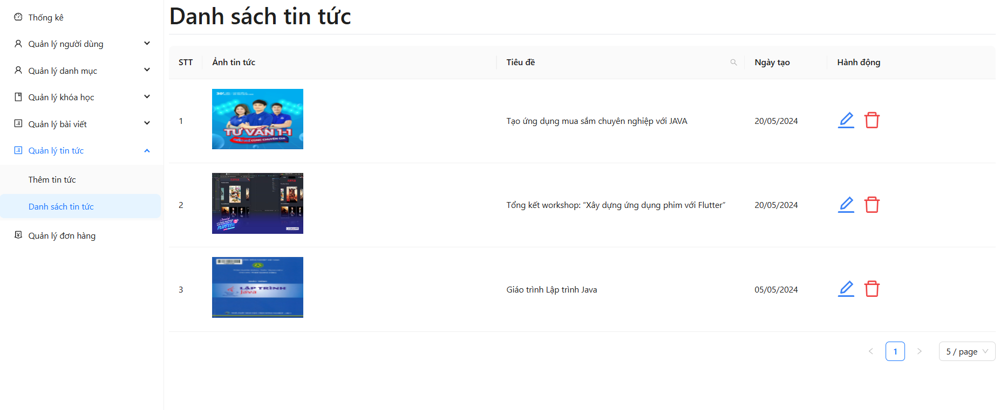 Thống kê
Quản lý người dùng
Quản lý danh mục
Quản lý khóa học
Quản lý bài viết
Quản lý tin tức
Thêm tin tức
Danh sách tin tức
Quản lý đơn hàng
Danh sách tin tức
STT Ảnh tin tức Tiêu đề Ngày tạo Hành động
TƯ VẤN 1-1
CÙNG CHUYÊN GIA
1 Tạo ứng dụng mua sắm chuyên nghiệp với JAVA 20/05/2024
FLUTTER
2 Tổng kết workshop: “Xây dựng ứng dụng phim với Flutter” 20/05/2024
LẬP TRÌNH
Java
3 Giáo trình Lập trình Java 05/05/2024
1 5 / page